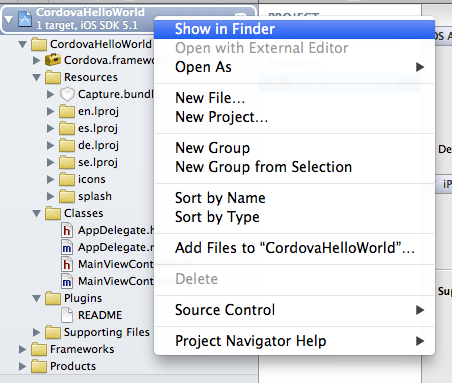 CordovaHelloWorld
1 target, iOS SDK 5.1
CordovaHelloWorld
Cordova.framew
Resources
Capture.bundl
en.lproj
es.lproj
de.lproj
se.lproj
icons
splash
Classes
AppDelegate.h
AppDelegate.m
MainViewCont
MainViewCont
Plugins
README
Supporting Files
Frameworks
Products
PROJECT
Show in Finder
Open with External Editor
Open As
New File...
New Project...
New Group
New Group from Selection
Sort by Name
Sort by Type
Add Files to “CordovaHelloWorld”...
Delete
Source Control
Project Navigator Help
OS A
De
iP
Sup